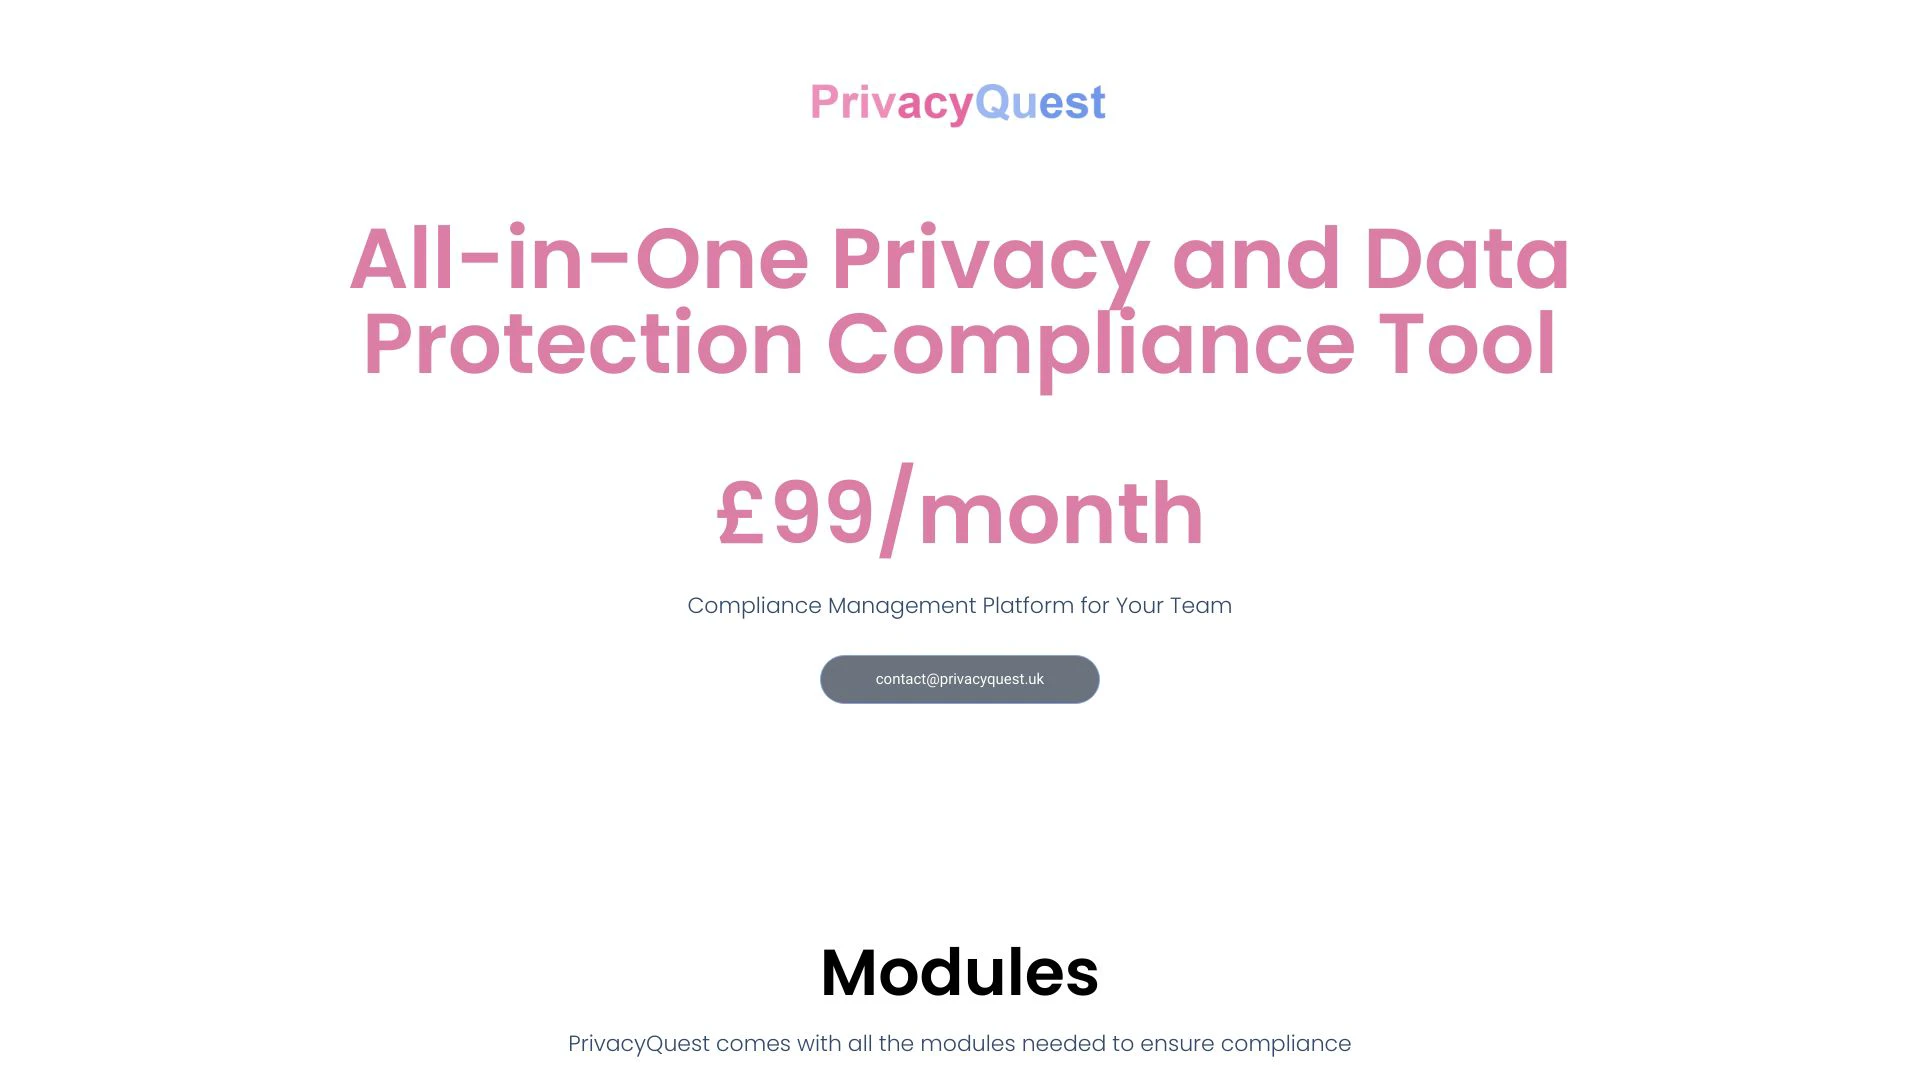 PrivacyQuest
All-in-One Privacy and Data
Protection Compliance Tool
£99/month
Compliance Management Platform for Your Team
contact@privacyquest.uk
Modules
PrivacyQuest comes with all the modules needed to ensure compliance